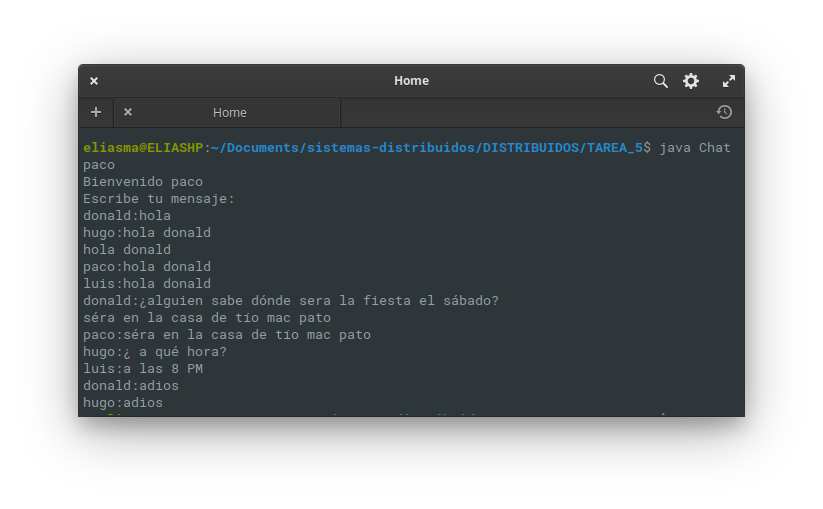 Home
Home
eliasma@ELIASHP:~/Documents/sistemas-distribuidos/DISTRIBUIDOS/TAREA_5$ java Chat
paco
Bienvenido paco
Escribe tu mensaje:
donald:hola
hugo:hola donald
hola donald
paco:hola donald
luis:hola donald
donald:¿alguien sabe dónde sera la fiesta el sábado?
séra en la casa de tío mac pato
paco:séra en la casa de tío mac pato
hugo:¿ a qué hora?
luis:a las 8 PM
donald:adios
hugo:adios